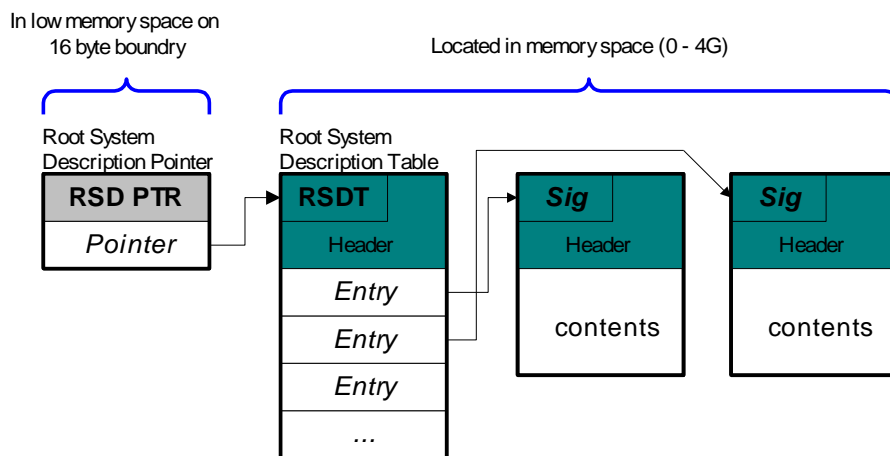 In low memory space on
16 byte boundry
Located in memory space (0 - 4G)
Root System
Description Pointer
Root System
Description Table
RSD PTR
Pointer
RSDT
Header
Entry
Entry
Entry
...
Sig
Header
contents
Sig
Header
contents